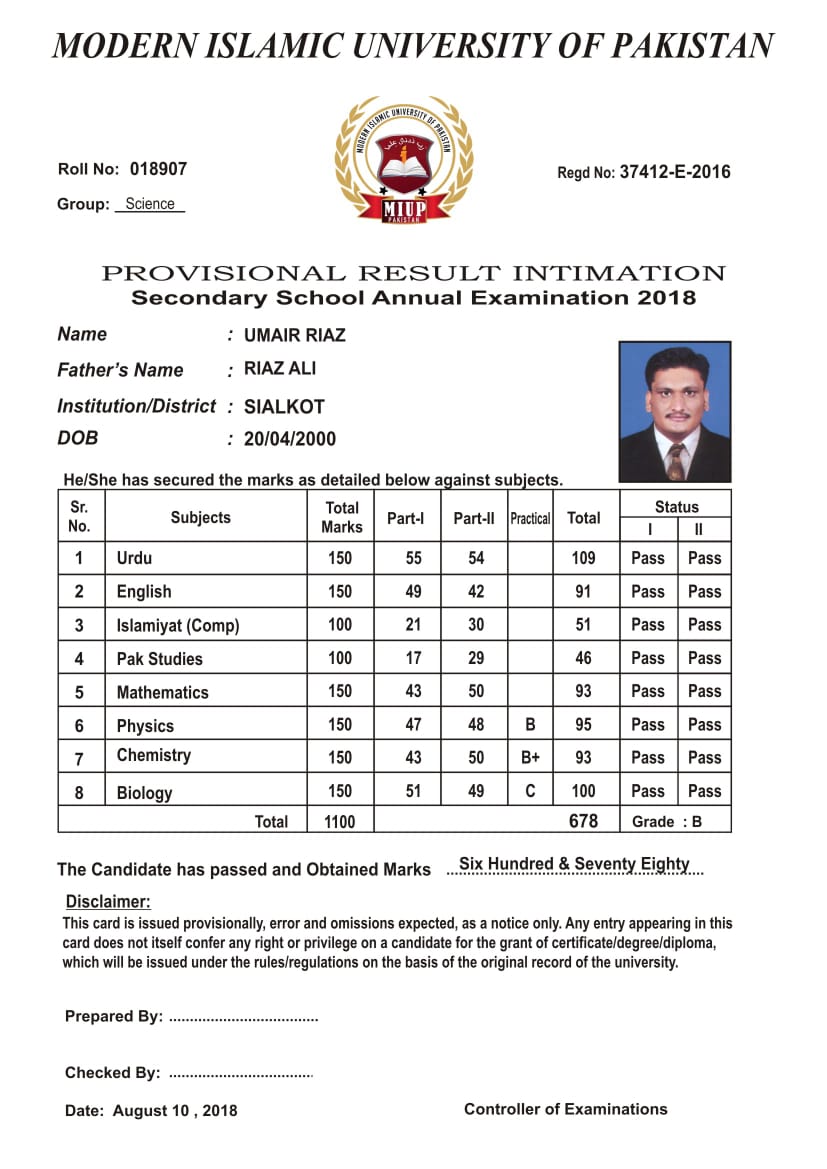 MODERN ISLAMIC UNIVERSITY OF PAKISTAN
MODERN ISLAMIC UNIVERSITY OF PAKISTAN
MIUP
PAKISTAN
Roll No: 018907
Regd No: 37412-E-2016
Group: Science
PROVISIONAL RESULT INTIMATION
Secondary School Annual Examination 2018
Name : UMAIR RIAZ
Father's Name : RIAZ ALI
Institution/District : SIALKOT
DOB : 20/04/2000
He/She has secured the marks as detailed below against subjects.
Sr. No. Subjects Total Marks Part-I Part-II Practical Total Status I II
1 Urdu 150 55 54 109 Pass Pass
2 English 150 49 42 91 Pass Pass
3 Islamiyat (Comp) 100 21 30 51 Pass Pass
4 Pak Studies 100 17 29 46 Pass Pass
5 Mathematics 150 43 50 93 Pass Pass
6 Physics 150 47 48 B 95 Pass Pass
7 Chemistry 150 43 50 B+ 93 Pass Pass
8 Biology 150 51 49 C 100 Pass Pass
Total 1100 678 Grade : B
The Candidate has passed and Obtained Marks ...Six Hundred & Seventy Eighty...
Disclaimer:
This card is issued provisionally, error and omissions expected, as a notice only. Any entry appearing in this
card does not itself confer any right or privilege on a candidate for the grant of certificate/degree/diploma,
which will be issued under the rules/regulations on the basis of the original record of the university.
Prepared By: ....................................
Checked By: ...................................
Date: August 10 , 2018
Controller of Examinations